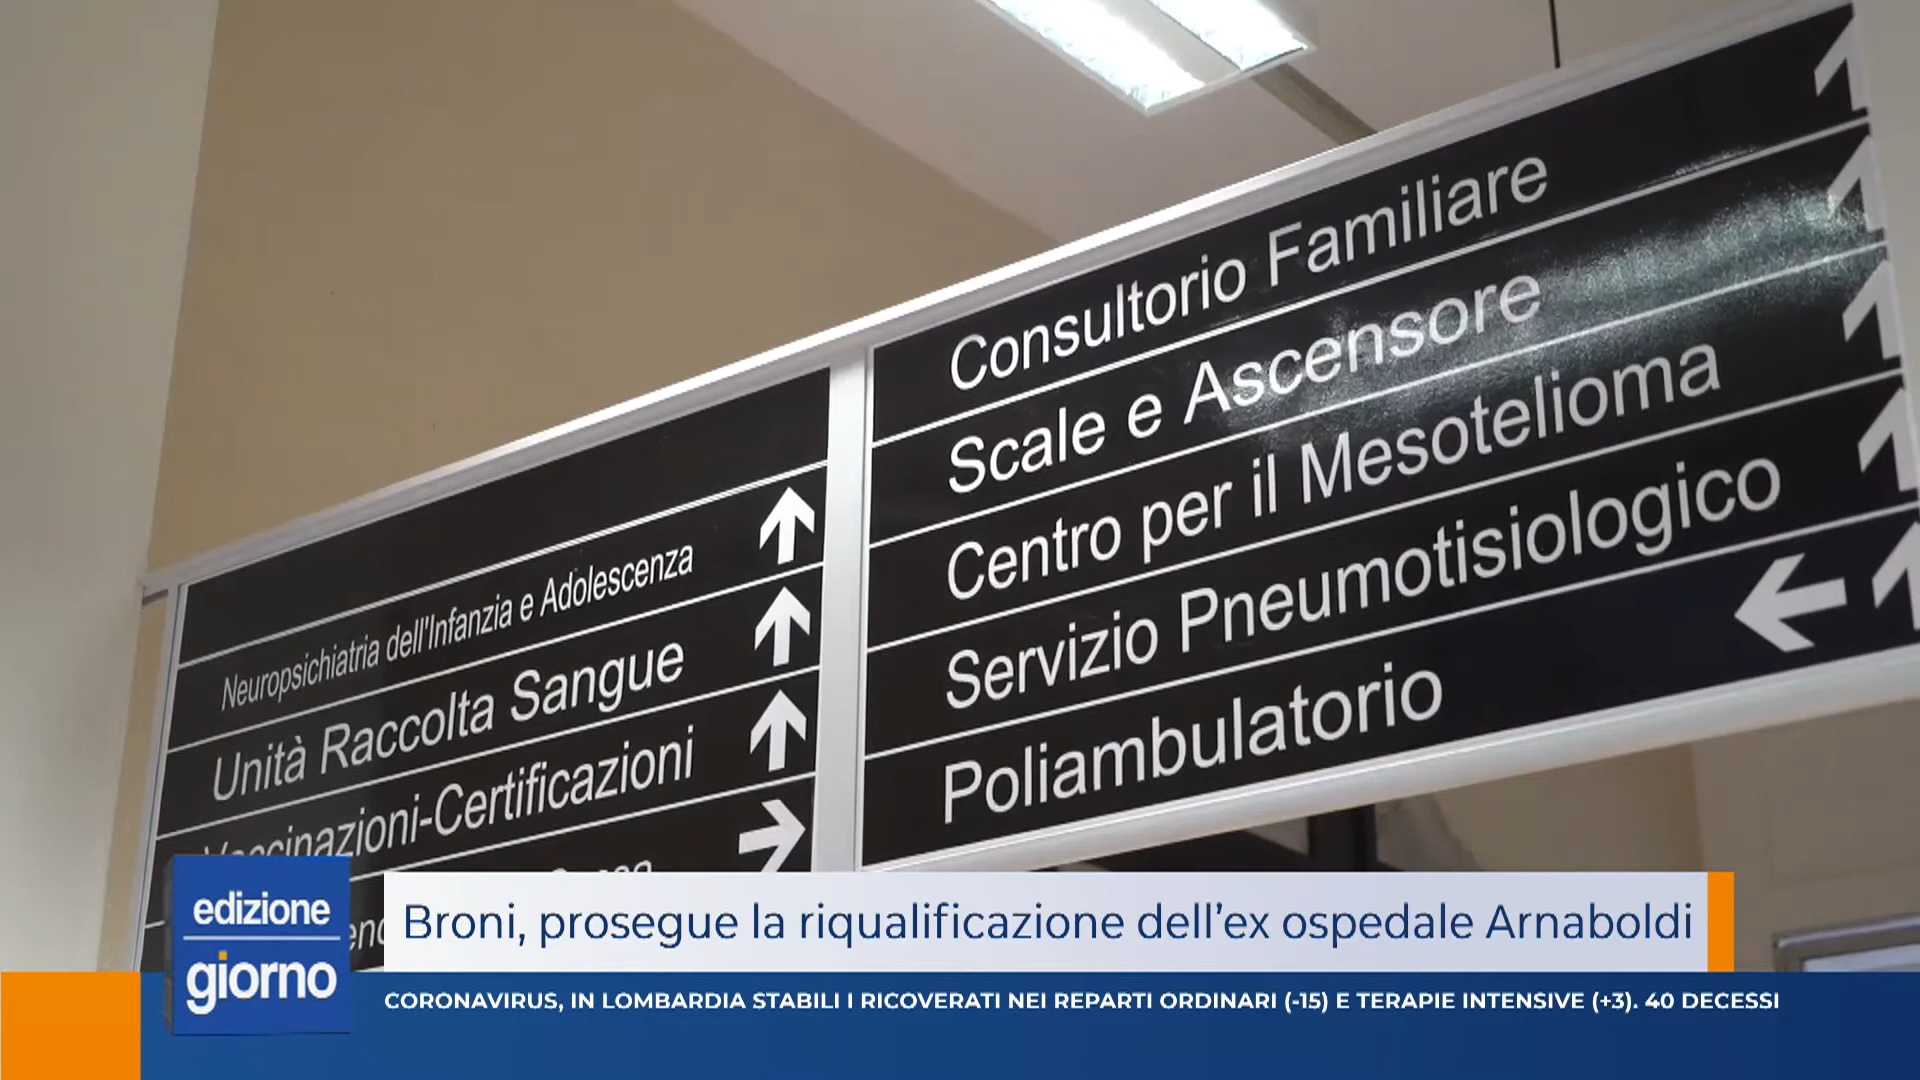 Consultorio Familiare
Scale e Ascensore
Centro per il Mesotelioma
Servizio Pneumotisiologico
Poliambulatorio
Neuropsichiatria dell'Infanzia e Adolescenza
Unità Raccolta Sangue
Vaccinazioni-Certificazioni
edizione
giorno
Broni, prosegue la riqualificazione dell’ex ospedale Arnaboldi
CORONAVIRUS, IN LOMBARDIA STABILI I RICOVERATI NEI REPARTI ORDINARI (-15) E TERAPIE INTENSIVE (+3). 40 DECESSI